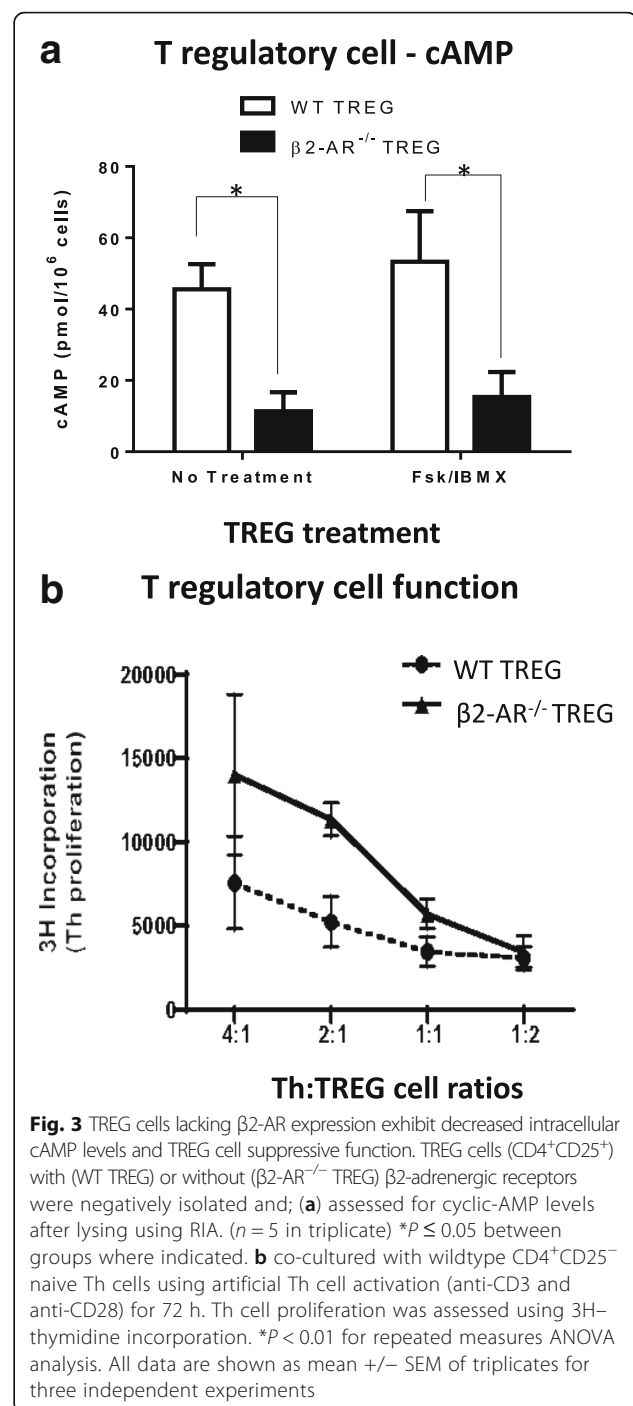 a T regulatory cell - cAMP
WT TREG
β2-AR-/- TREG
80
60
40
20
0
cAMP (pmol/10^6 cells)
*
*
No Treatment
Fsk/IBMX
TREG treatment
b T regulatory cell function
WT TREG
β2-AR-/- TREG
20000
15000
10000
5000
0
3H Incorporation
(Th proliferation)
4:1
2:1
1:1
1:2
Th:TREG cell ratios
Fig. 3 TREG cells lacking β2-AR expression exhibit decreased intracellular
cAMP levels and TREG cell suppressive function. TREG cells (CD4+CD25+)
with (WT TREG) or without (β2-AR−/− TREG) β2-adrenergic receptors
were negatively isolated and; (a) assessed for cyclic-AMP levels
after lysing using RIA. (n = 5 in triplicate) *P ≤ 0.05 between
groups where indicated. b co-cultured with wildtype CD4+CD25−
naive Th cells using artificial Th cell activation (anti-CD3 and
anti-CD28) for 72 h. Th cell proliferation was assessed using 3H–
thymidine incorporation. *P < 0.01 for repeated measures ANOVA
analysis. All data are shown as mean +/− SEM of triplicates for
three independent experiments